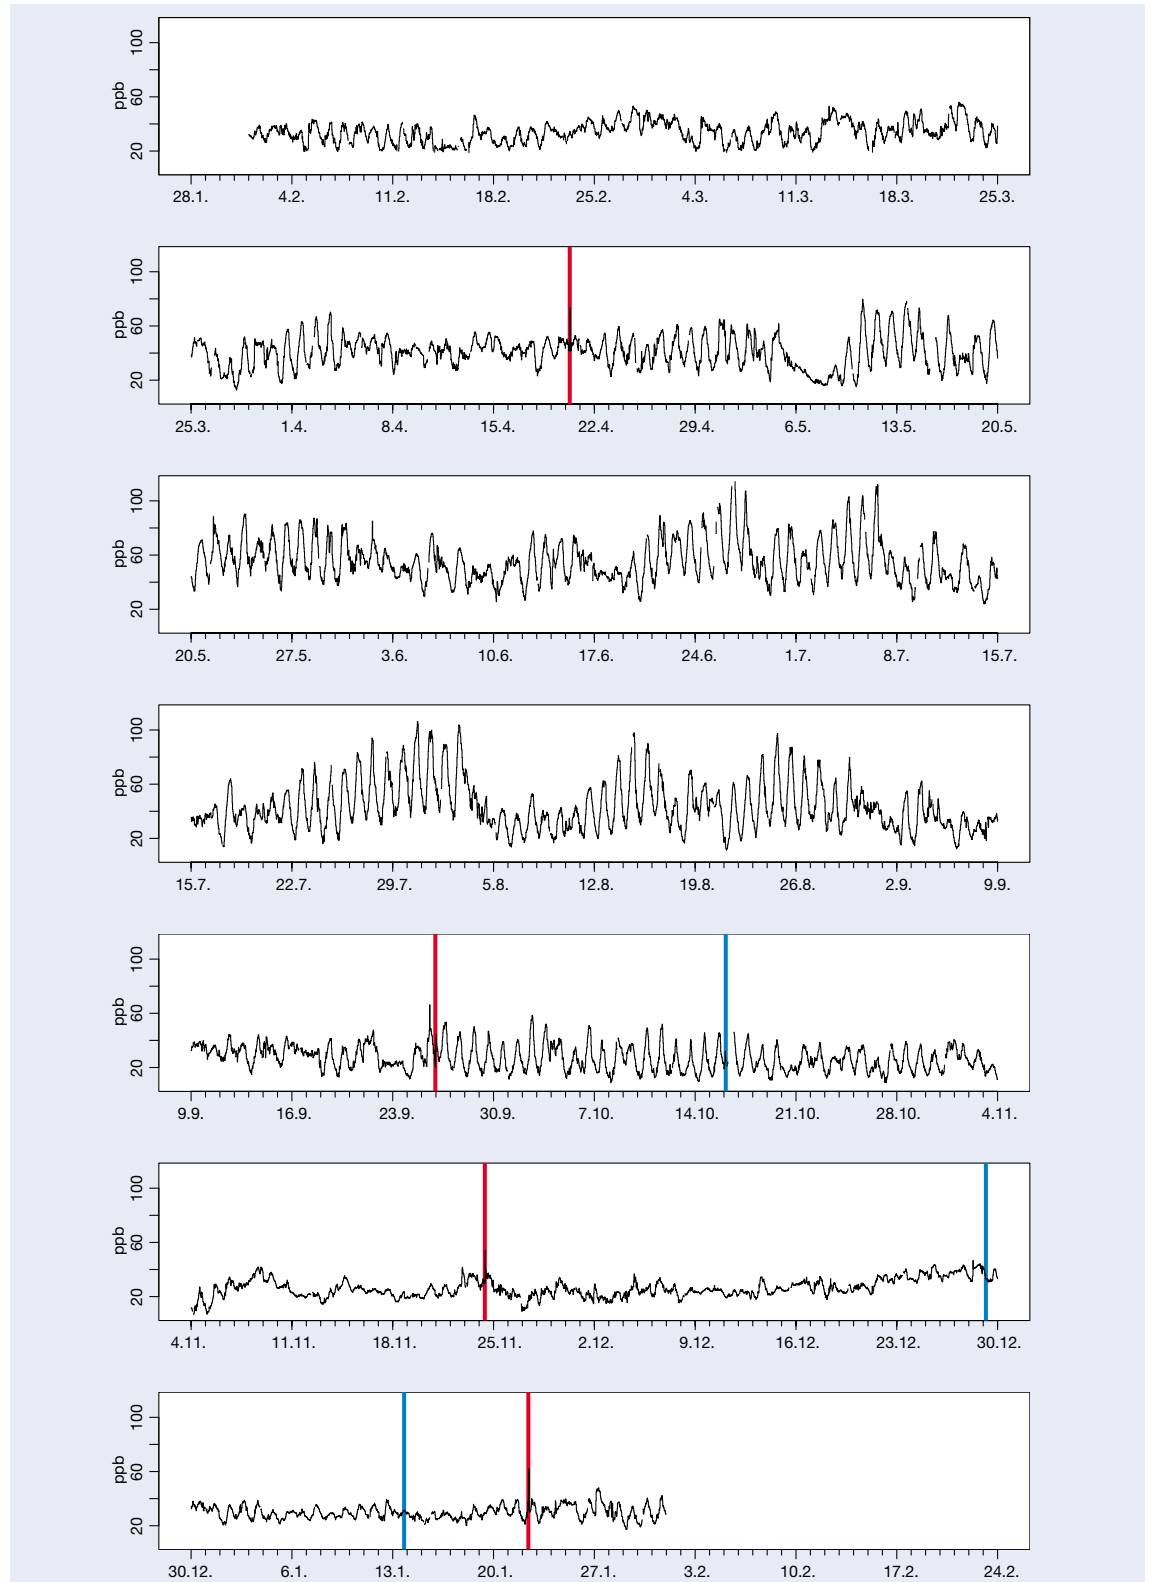 100
60
20
ppb
28.1. 4.2. 11.2. 18.2. 25.2. 4.3. 11.3. 18.3. 25.3.
100
60
20
ppb
25.3. 1.4. 8.4. 15.4. 22.4. 29.4. 6.5. 13.5. 20.5.
100
60
20
ppb
20.5. 27.5. 3.6. 10.6. 17.6. 24.6. 1.7. 8.7. 15.7.
100
60
20
ppb
15.7. 22.7. 29.7. 5.8. 12.8. 19.8. 26.8. 2.9. 9.9.
100
60
20
ppb
9.9. 16.9. 23.9. 30.9. 7.10. 14.10. 21.10. 28.10. 4.11.
100
60
20
ppb
4.11. 11.11. 18.11. 25.11. 2.12. 9.12. 16.12. 23.12. 30.12.
100
60
20
ppb
30.12. 6.1. 13.1. 20.1. 27.1. 3.2. 10.2. 17.2. 24.2.